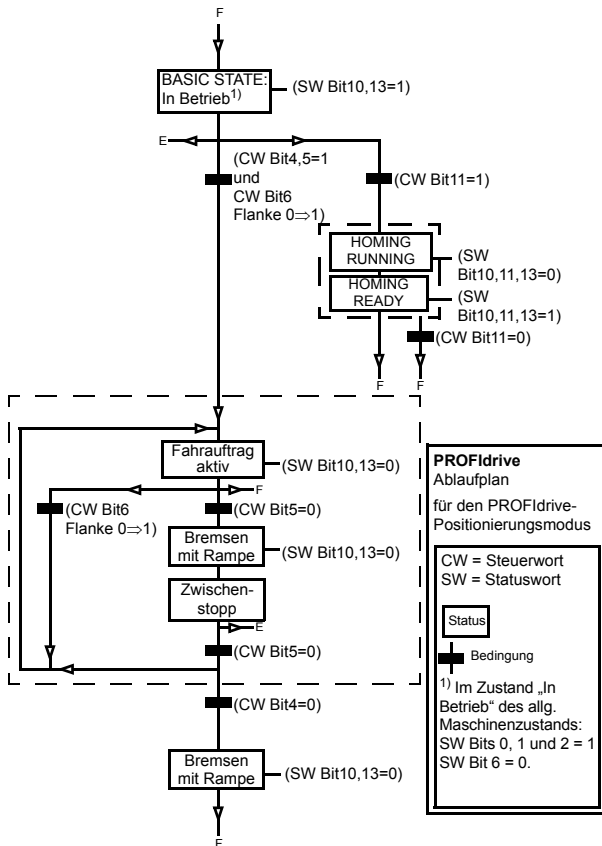 F
BASIC STATE:
In Betrieb1)
(SW Bit10,13=1)
E
(CW Bit4,5=1
und
CW Bit6
Flanke 0⇒1)
(CW Bit11=1)
HOMING
RUNNING
(SW
Bit10,11,13=0)
HOMING
READY
(SW
Bit10,11,13=1)
(CW Bit11=0)
F
F
Fahrauftrag
aktiv
(SW Bit10,13=0)
F
(CW Bit6
Flanke 0⇒1)
(CW Bit5=0)
Bremsen
mit Rampe
(SW Bit10,13=0)
Zwischen-
stopp
E
(CW Bit5=0)
(CW Bit4=0)
Bremsen
mit Rampe
(SW Bit10,13=0)
F
PROFIdrive
Ablaufplan
für den PROFIdrive-
Positionierungsmodus
CW = Steuerwort
SW = Statuswort
Status
Bedingung
1) Im Zustand „In
Betrieb“ des allg.
Maschinenzustands:
SW Bits 0, 1 und 2 = 1
SW Bit 6 = 0.